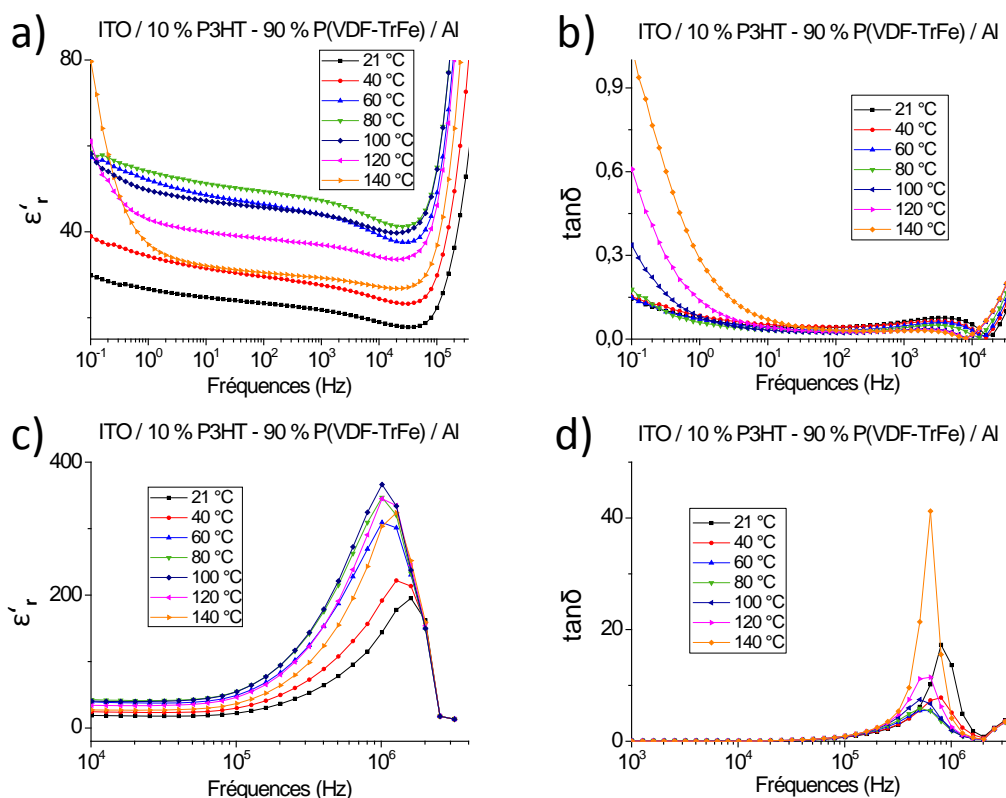 a)
ITO / 10 % P3HT - 90 % P(VDF-TrFe) / Al
80
40
ε'r
21 °C
40 °C
60 °C
80 °C
100 °C
120 °C
140 °C
10-1 100 101 102 103 104 105
Fréquences (Hz)
b)
ITO / 10 % P3HT - 90 % P(VDF-TrFe) / Al
0,9
0,6
0,3
0,0
tanδ
21 °C
40 °C
60 °C
80 °C
100 °C
120 °C
140 °C
10-1 100 101 102 103 104
Fréquences (Hz)
c)
ITO / 10 % P3HT - 90 % P(VDF-TrFe) / Al
400
200
0
ε'r
21 °C
40 °C
60 °C
80 °C
100 °C
120 °C
140 °C
104 105 106
Fréquences (Hz)
d)
ITO / 10 % P3HT - 90 % P(VDF-TrFe) / Al
40
20
0
tanδ
21 °C
40 °C
60 °C
80 °C
100 °C
120 °C
140 °C
103 104 105 106
Fréquences (Hz)